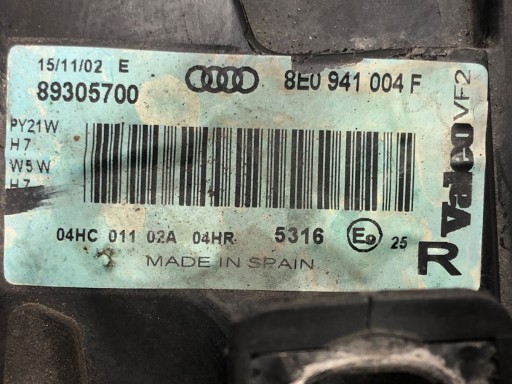 15/11/02 E
89305700
8E0 941 004 F
PY21W
H7
W5W
H7
04HC 011 02A 04HR 5316 E9 25
MADE IN SPAIN
R
Valeo VF2